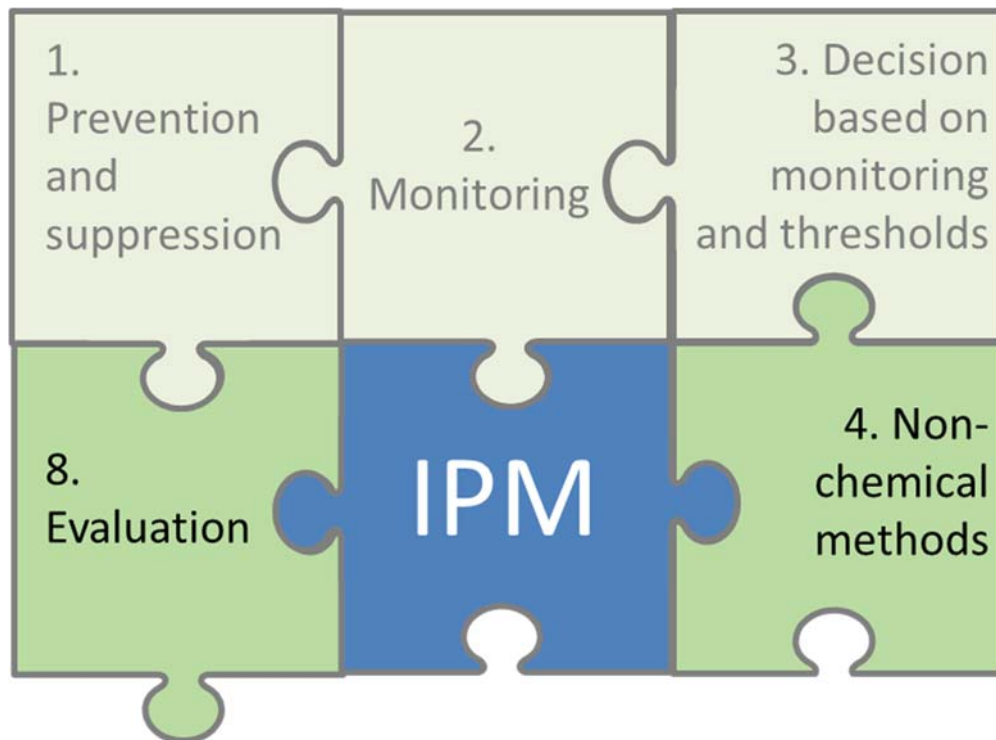 1.
Prevention
and
suppression
2.
Monitoring
3. Decision
based on
monitoring
and thresholds
8.
Evaluation
IPM
4. Non-
chemical
methods